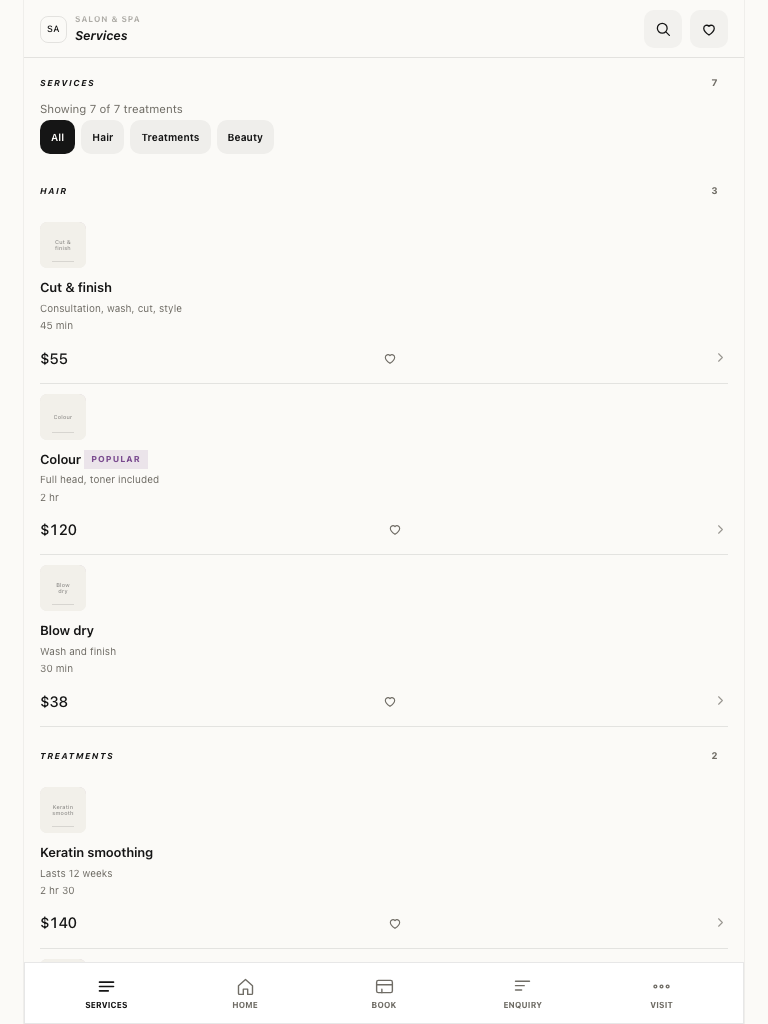 SA
SALON & SPA
Services
SERVICES
7
Showing 7 of 7 treatments
All
Hair
Treatments
Beauty
HAIR
3
Cut &
finish
Cut & finish
Consultation, wash, cut, style
45 min
$55
Colour
Colour POPULAR
Full head, toner included
2 hr
$120
Blow
dry
Blow dry
Wash and finish
30 min
$38
TREATMENTS
2
Keratin
smooth
Keratin smoothing
Lasts 12 weeks
2 hr 30
$140
SERVICES
HOME
BOOK
ENQUIRY
VISIT